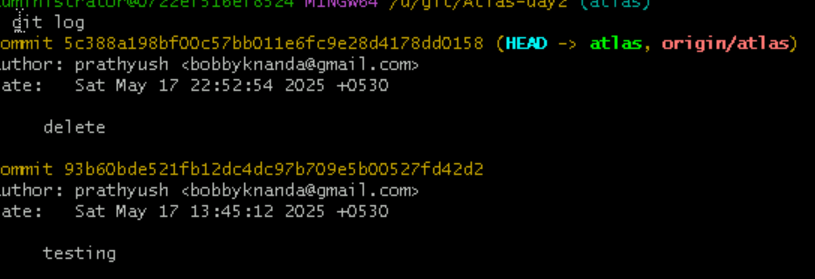 dministrator@0722ef516ef8524 MINGW64 /d/git/Atlas-day2 (atlas)
git log
ommit 5c388a198bf00c57bb011e6fc9e28d4178dd0158 (HEAD -> atlas, origin/atlas)
uthor: prathyush <bobbyknanda@gmail.com>
ate:   Sat May 17 22:52:54 2025 +0530
delete
ommit 93b60bde521fb12dc4dc97b709e5b00527fd42d2
uthor: prathyush <bobbyknanda@gmail.com>
ate:   Sat May 17 13:45:12 2025 +0530
testing